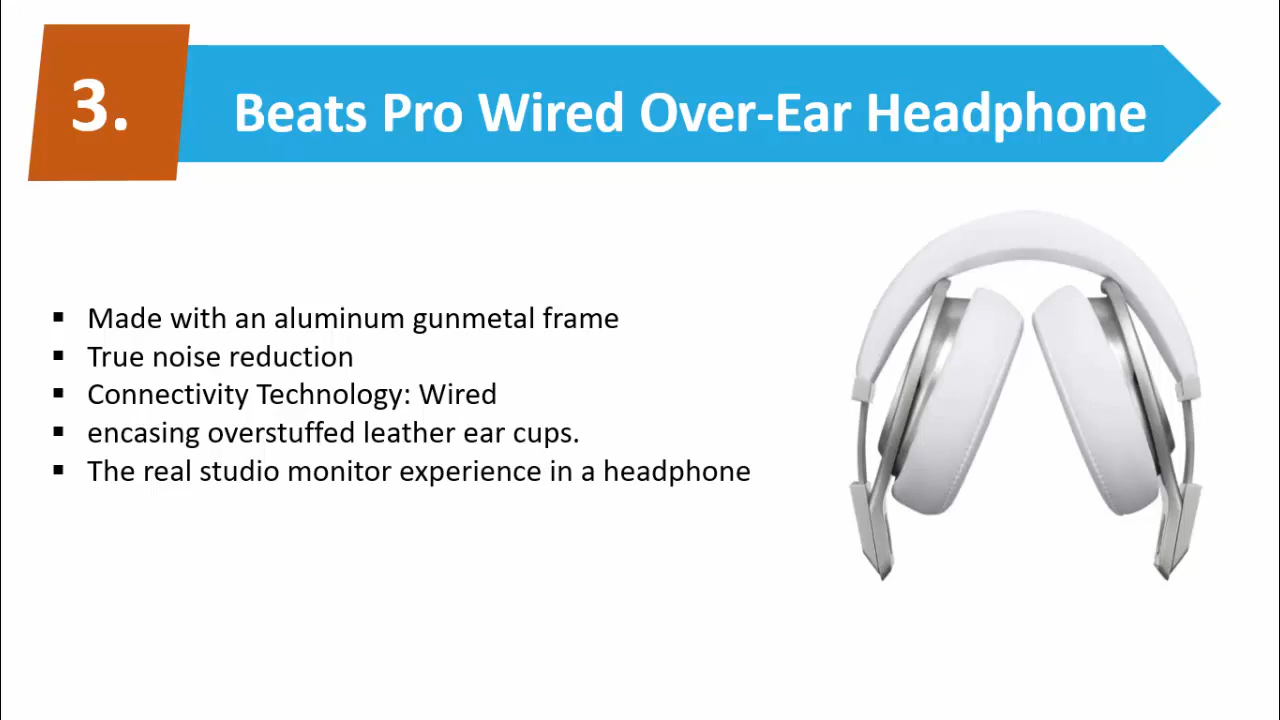 3.
Beats Pro Wired Over-Ear Headphone
▪ Made with an aluminum gunmetal frame
▪ True noise reduction
▪ Connectivity Technology: Wired
▪ encasing overstuffed leather ear cups.
▪ The real studio monitor experience in a headphone